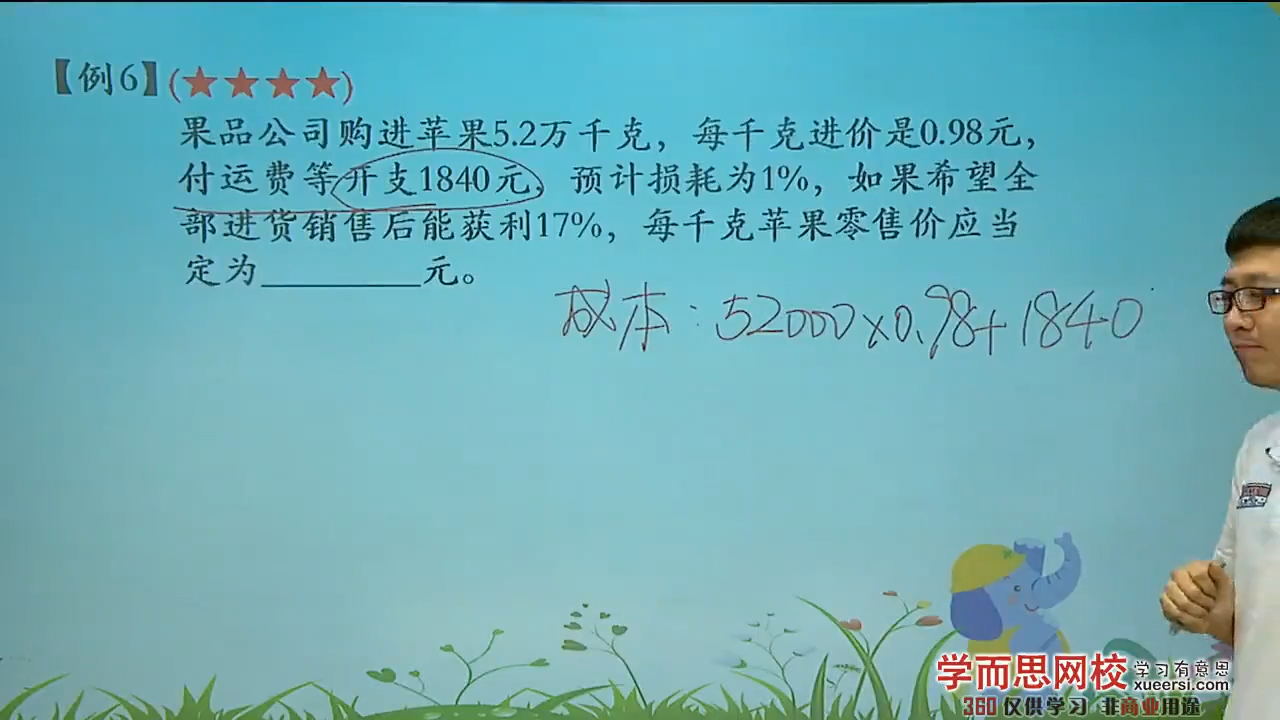 【例6】(★★★★)
果品公司购进苹果5.2万千克，每千克进价是0.98元，
付运费等开支1840元，预计损耗为1%，如果希望全
部进货销售后能获利17%，每千克苹果零售价应当
定为________元。
成本：52000×0.98+1840
学而思网校 学习有意思
xueersi.com
360 仅供学习 非商业用途